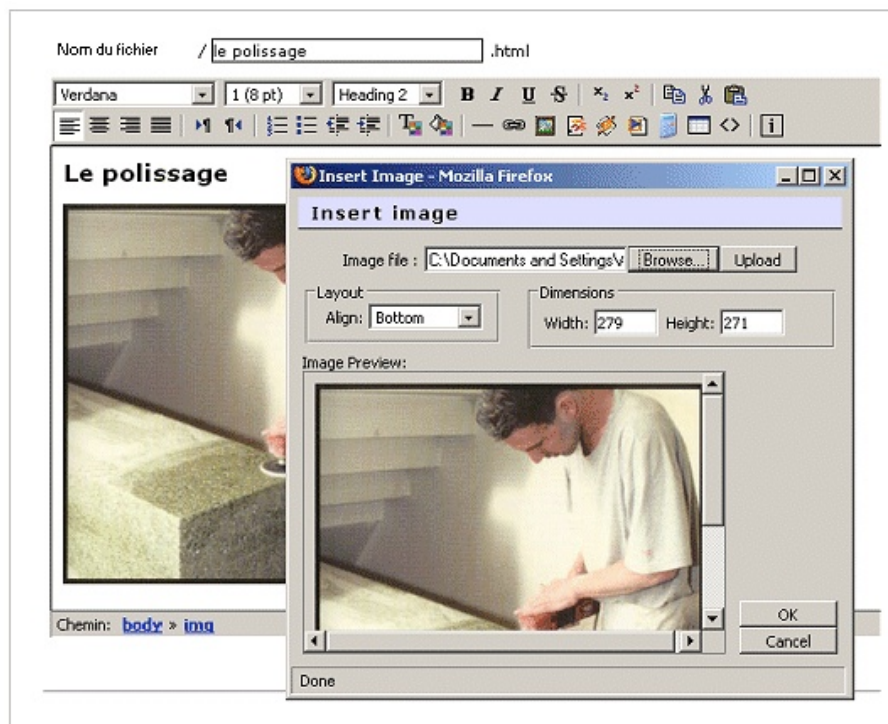 Nom du fichier / le polissage .html
Verdana 1 (8 pt) Heading 2 B I U S x₂ x²
Le polissage
Insert Image - Mozilla Firefox
Insert image
Image file : C:\Documents and Settings\v Browse... Upload
Layout Dimensions
Align: Bottom Width: 279 Height: 271
Image Preview:
OK
Chemin: body » img
Cancel
Done